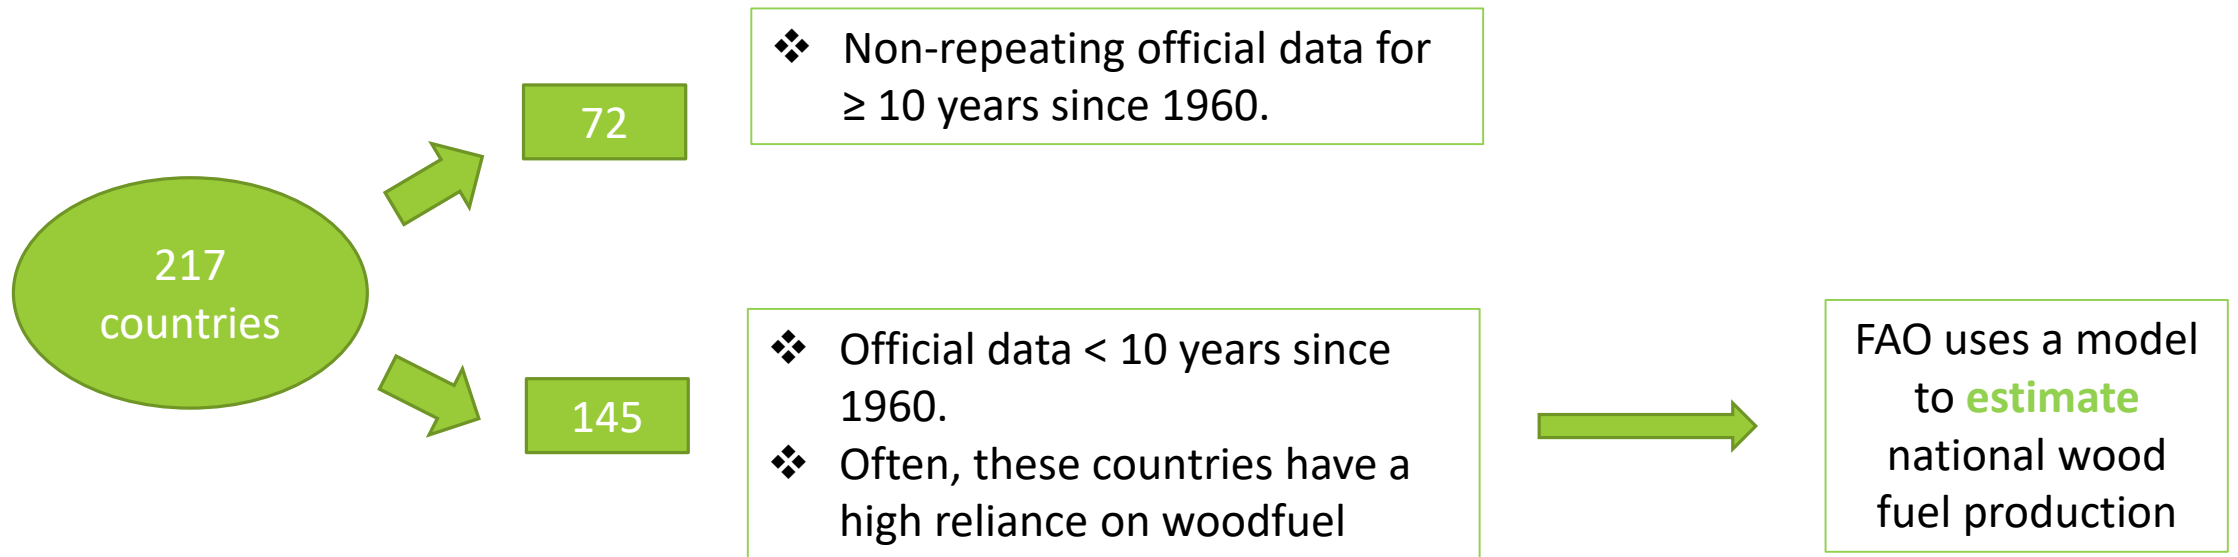 217
countries
72
❖ Non-repeating official data for
≥ 10 years since 1960.
145
❖ Official data < 10 years since
1960.
❖ Often, these countries have a
high reliance on woodfuel
FAO uses a model
to estimate
national wood
fuel production